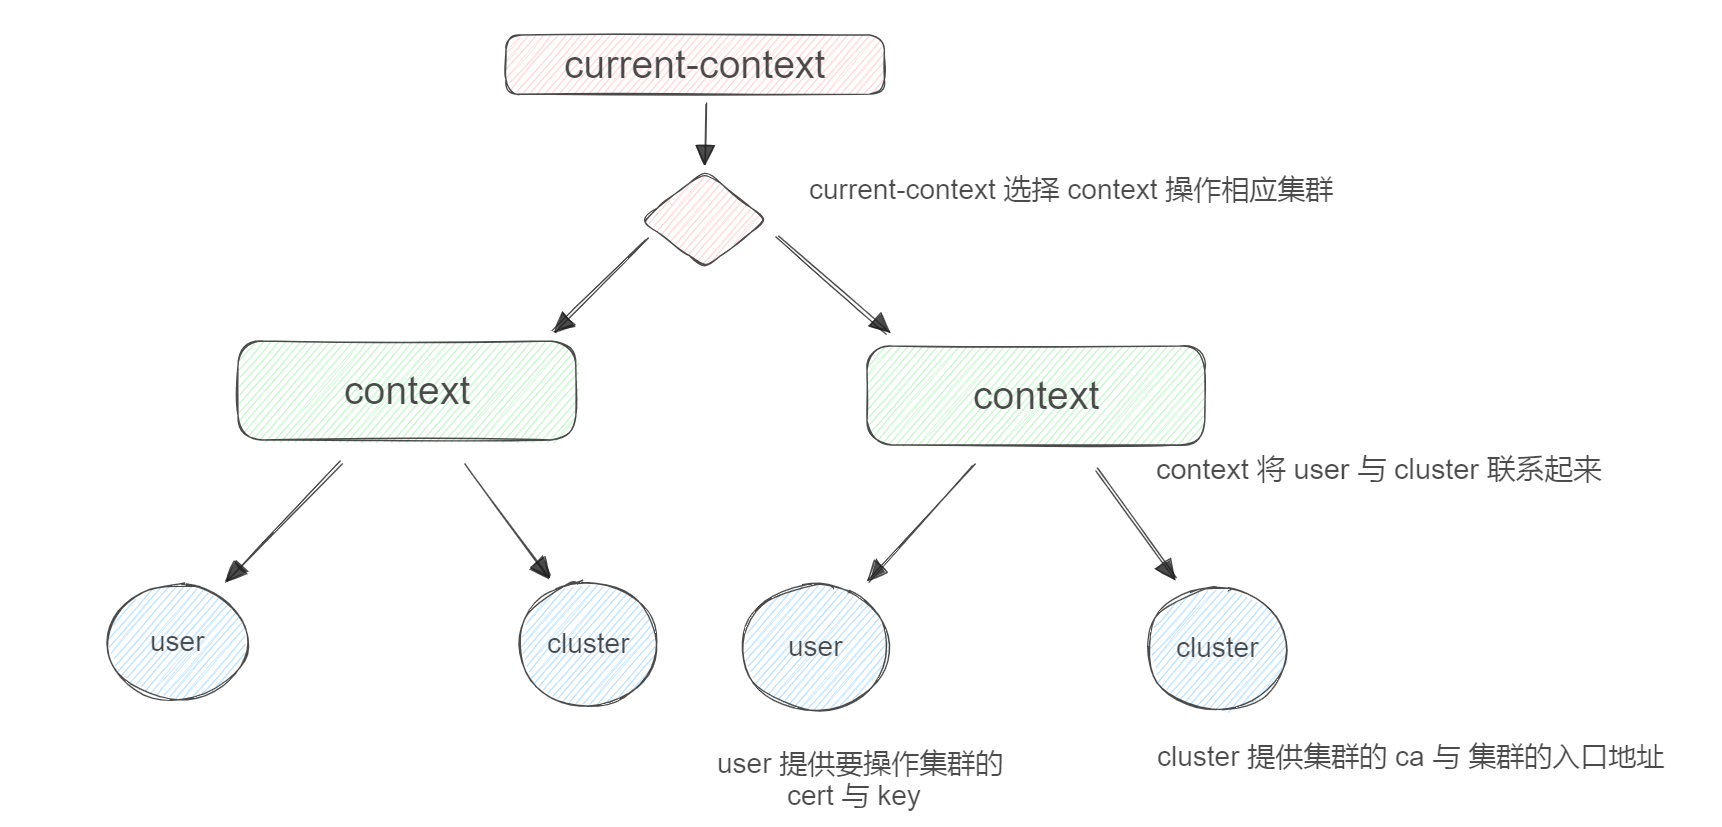 current-context
current-context 选择 context 操作相应集群
context
context
context 将 user 与 cluster 联系起来
user
cluster
user
cluster
user 提供要操作集群的
cert 与 key
cluster 提供集群的 ca 与 集群的入口地址